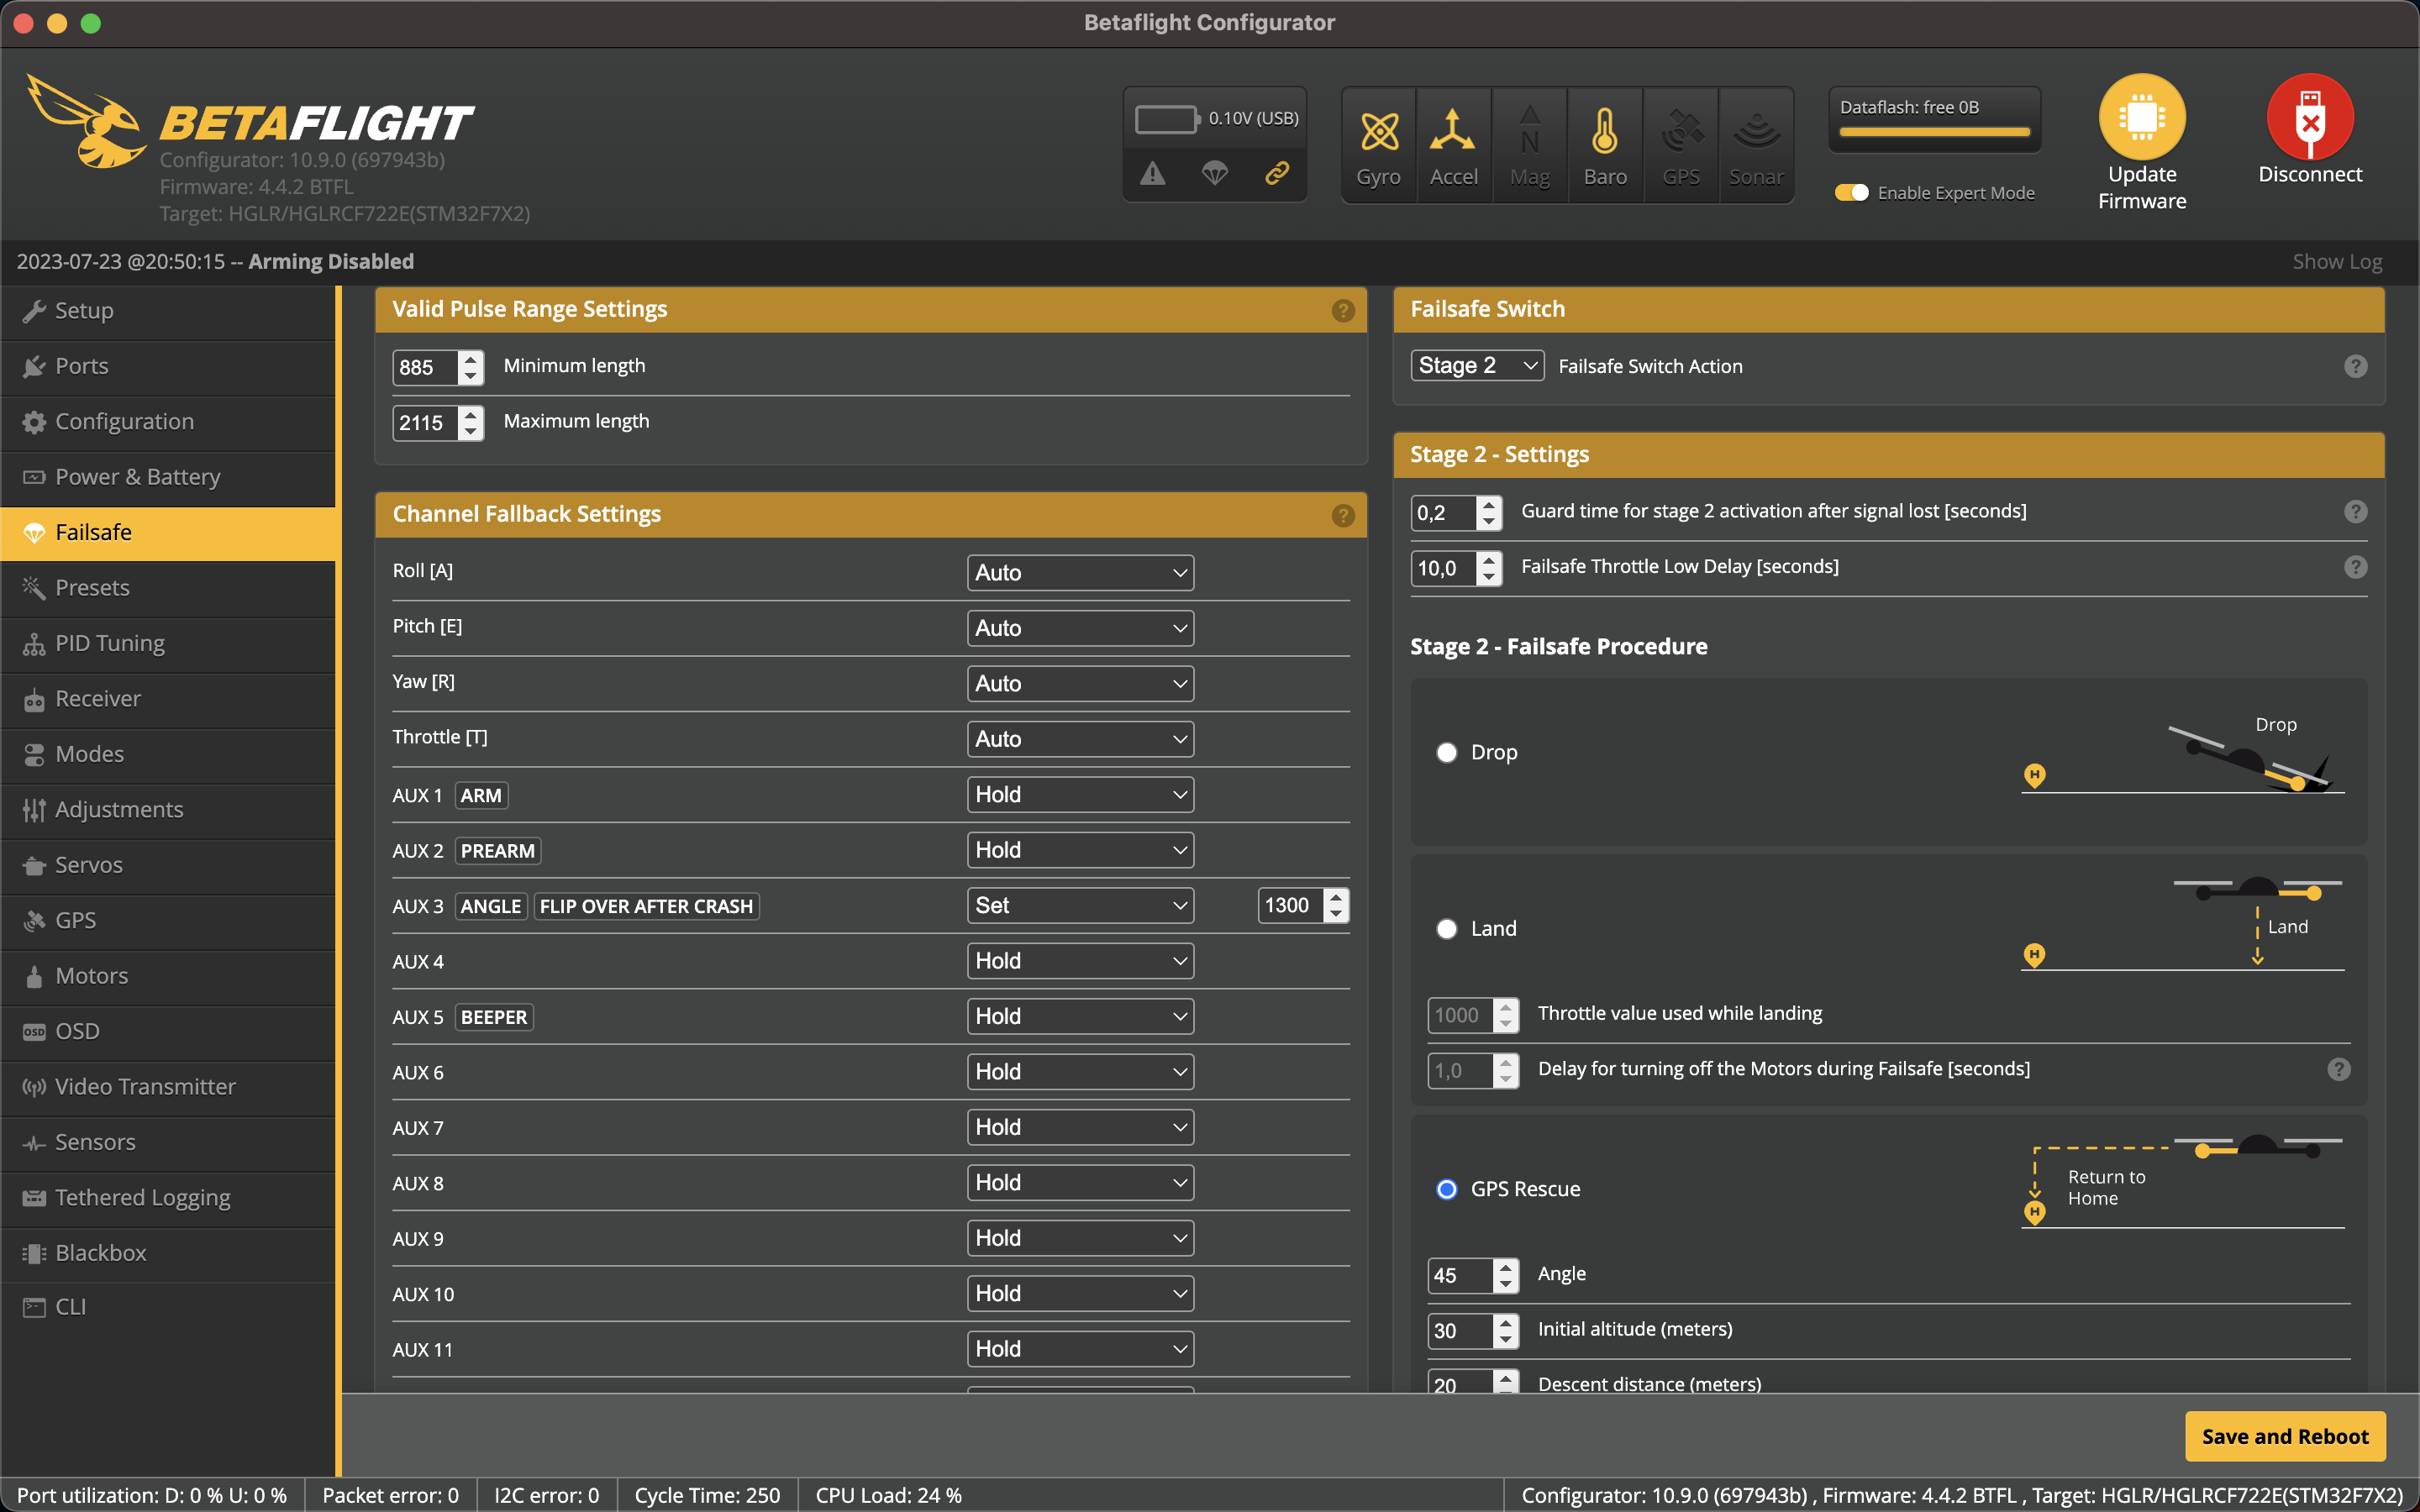 Betaflight Configurator
BETAFLIGHT
Configurator: 10.9.0 (697943b)
Firmware: 4.4.2 BTFL
Target: HGLR/HGLRCF722E(STM32F7X2)
0.10V (USB)
Gyro
Accel
N
Mag
Baro
GPS
Sonar
Dataflash: free 0B
Enable Expert Mode
Update
Firmware
Disconnect
2023-07-23 @20:50:15 -- Arming Disabled
Show Log
Setup
Ports
Configuration
Power & Battery
Failsafe
Presets
PID Tuning
Receiver
Modes
Adjustments
Servos
GPS
Motors
OSD OSD
Video Transmitter
Sensors
Tethered Logging
Blackbox
CLI
Valid Pulse Range Settings ?
885 Minimum length
2115 Maximum length
Channel Fallback Settings ?
Roll [A] Auto
Pitch [E] Auto
Yaw [R] Auto
Throttle [T] Auto
AUX 1 ARM Hold
AUX 2 PREARM Hold
AUX 3 ANGLE FLIP OVER AFTER CRASH Set 1300
AUX 4 Hold
AUX 5 BEEPER Hold
AUX 6 Hold
AUX 7 Hold
AUX 8 Hold
AUX 9 Hold
AUX 10 Hold
AUX 11 Hold
Failsafe Switch
Stage 2 Failsafe Switch Action ?
Stage 2 - Settings
0,2 Guard time for stage 2 activation after signal lost [seconds] ?
10,0 Failsafe Throttle Low Delay [seconds] ?
Stage 2 - Failsafe Procedure
Drop
Drop
H
Land
Land
H
1000 Throttle value used while landing
1,0 Delay for turning off the Motors during Failsafe [seconds] ?
GPS Rescue
Return to
Home
H
45 Angle
30 Initial altitude (meters)
20 Descent distance (meters)
Save and Reboot
Port utilization: D: 0 % U: 0 %
Packet error: 0
I2C error: 0
Cycle Time: 250
CPU Load: 24 %
Configurator: 10.9.0 (697943b) , Firmware: 4.4.2 BTFL , Target: HGLR/HGLRCF722E(STM32F7X2)